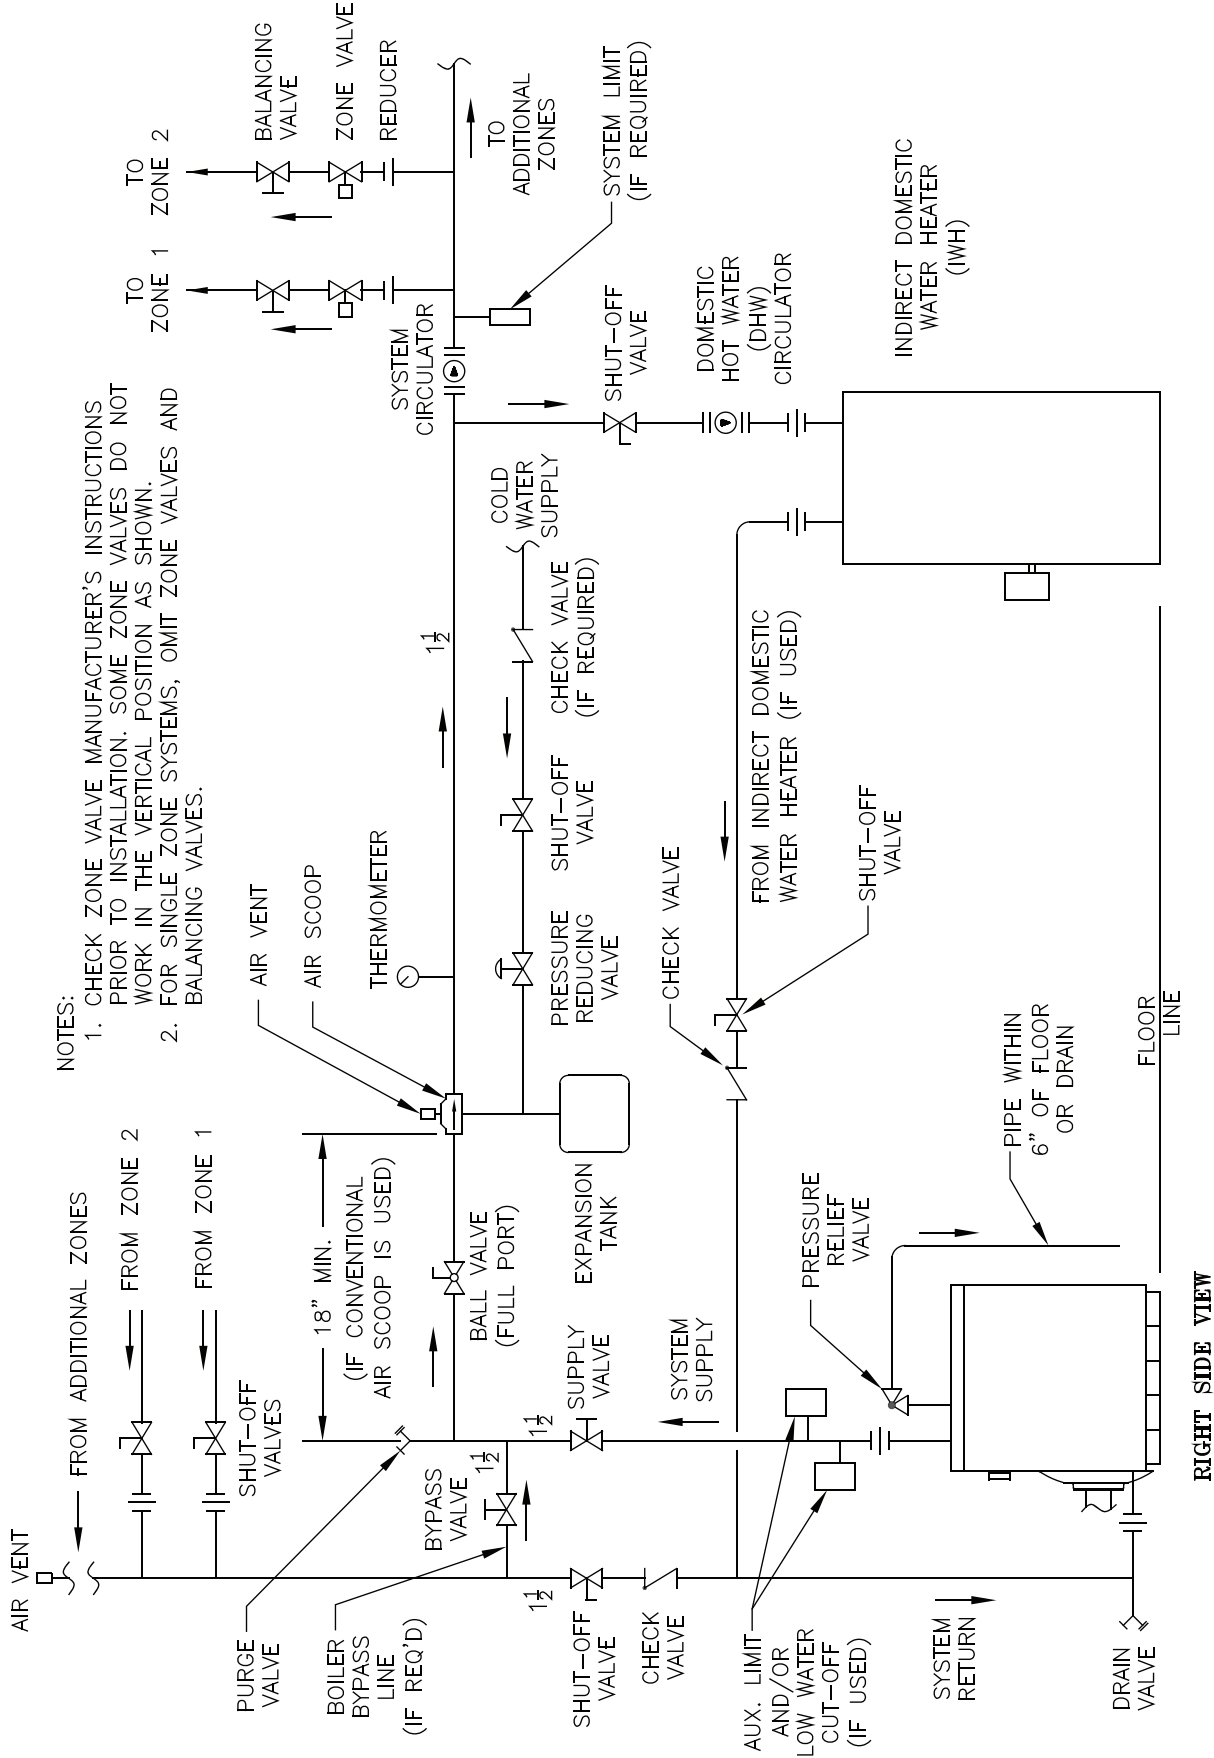 NOTES:
1. CHECK ZONE VALVE MANUFACTURER'S INSTRUCTIONS
PRIOR TO INSTALLATION. SOME ZONE VALVES DO NOT
WORK IN THE VERTICAL POSITION AS SHOWN.
2. FOR SINGLE ZONE SYSTEMS, OMIT ZONE VALVES AND
BALANCING VALVES.
AIR VENT
FROM ADDITIONAL ZONES
FROM ZONE 2
FROM ZONE 1
SHUT-OFF
VALVES
PURGE
VALVE
BOILER
BYPASS
LINE
(IF REQ'D)
BYPASS
VALVE
1 1/2
1 1/2
1 1/2
SHUT-OFF
VALVE
CHECK
VALVE
AUX. LIMIT
AND/OR
LOW WATER
CUT-OFF
(IF USED)
SYSTEM
RETURN
DRAIN
VALVE
18" MIN.
(IF CONVENTIONAL
AIR SCOOP IS USED)
BALL VALVE
(FULL PORT)
SUPPLY
VALVE
SYSTEM
SUPPLY
EXPANSION
TANK
PRESSURE
RELIEF
VALVE
PIPE WITHIN
6" OF FLOOR
OR DRAIN
FLOOR
LINE
RIGHT SIDE VIEW
AIR VENT
AIR SCOOP
THERMOMETER
PRESSURE
REDUCING
VALVE
SHUT-OFF
VALVE
CHECK VALVE
(IF REQUIRED)
COLD
WATER
SUPPLY
1 1/2
CHECK VALVE
SHUT-OFF
VALVE
FROM INDIRECT DOMESTIC
WATER HEATER (IF USED)
TO
ZONE 1
TO
ZONE 2
BALANCING
VALVE
ZONE VALVE
REDUCER
SYSTEM
CIRCULATOR
TO
ADDITIONAL
ZONES
SYSTEM LIMIT
(IF REQUIRED)
SHUT-OFF
VALVE
DOMESTIC
HOT WATER
(DHW)
CIRCULATOR
INDIRECT DOMESTIC
WATER HEATER
(IWH)